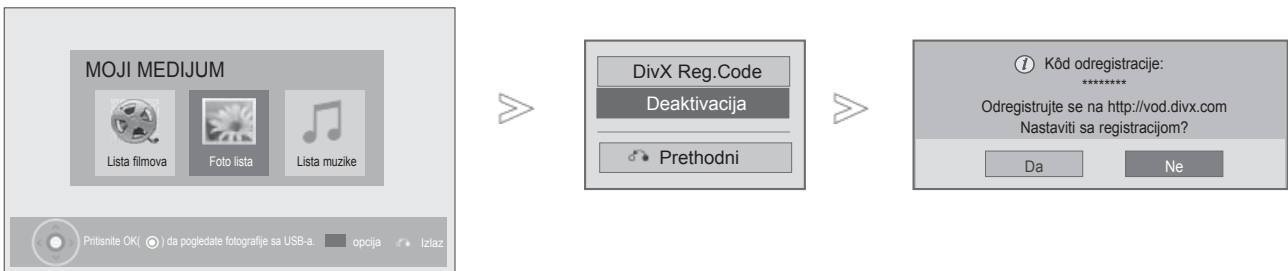 MOJI MEDIJUM
Lista filmova
Foto lista
Lista muzike
Pritisnite OK( ) da pogledate fotografije sa USB-a.
opcija
Izlaz
DivX Reg.Code
Deaktivacija
Prethodni
i Kôd odregistracije:
********
Odregistrujte se na http://vod.divx.com
Nastaviti sa registracijom?
Da
Ne